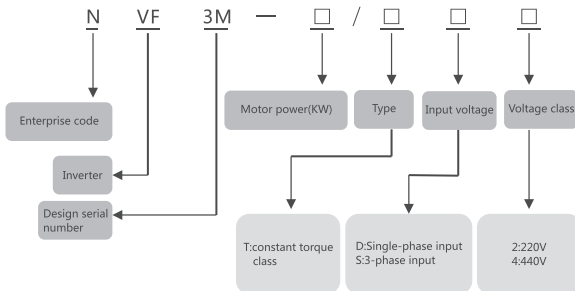 N VF 3M — □ / □ □ □
Motor power(KW) Type Input voltage Voltage class
Enterprise code
Inverter
Design serial
number
T:constant torque
class
D:Single-phase input
S:3-phase input
2:220V
4:440V